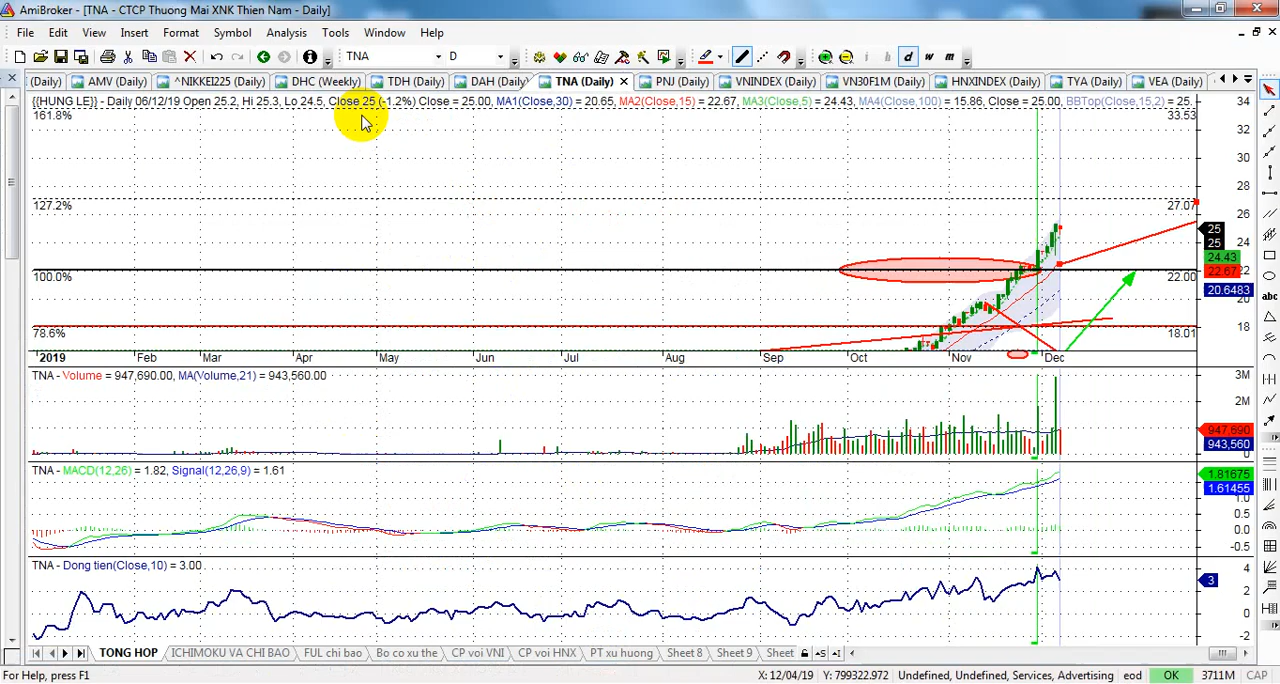 AmiBroker - [TNA - CTCP Thuong Mai XNK Thien Nam - Daily]
File Edit View Insert Format Symbol Analysis Tools Window Help
TNA D d w m
(Daily) AMV (Daily) ^NIKKEI225 (Daily) DHC (Weekly) TDH (Daily) DAH (Daily) TNA (Daily) PNJ (Daily) VNINDEX (Daily) VN30F1M (Daily) HNXINDEX (Daily) TYA (Daily) VEA (Daily)
{{HUNG LE}} - Daily 06/12/19 Open 25.2, Hi 25.3, Lo 24.5, Close 25 (-1.2%) Close = 25.00, MA1(Close,30) = 20.65, MA2(Close,15) = 22.67, MA3(Close,5) = 24.43, MA4(Close,100) = 15.86, Close = 25.00, BBTop(Close,15,2) = 25.
34
161.8% 33.53
32
30
28
127.2% 27.07
26
25
25
24
24.43
22.67
22
100.0% 22.00
20.6483
20
18
78.6% 18.01
2019 Feb Mar Apr May Jun Jul Aug Sep Oct Nov Dec
TNA - Volume = 947,690.00, MA(Volume,21) = 943,560.00
3M
2M
947,690
943,560
0
TNA - MACD(12,26) = 1.82, Signal(12,26,9) = 1.61
1.81675
1.61455
1.0
0.5
0.0
-0.5
TNA - Dong tien(Close,10) = 3.00
4
3
2
0
-2
TONG HOP ICHIMOKU VA CHI BAO FUL chi bao Bo co xu the CP voi VNI CP voi HNX PT xu huong Sheet 8 Sheet 9 Sheet
For Help, press F1 X: 12/04/19 Y: 799322.972 Undefined, Undefined, Services, Advertising eod OK 3711M CAP
abc